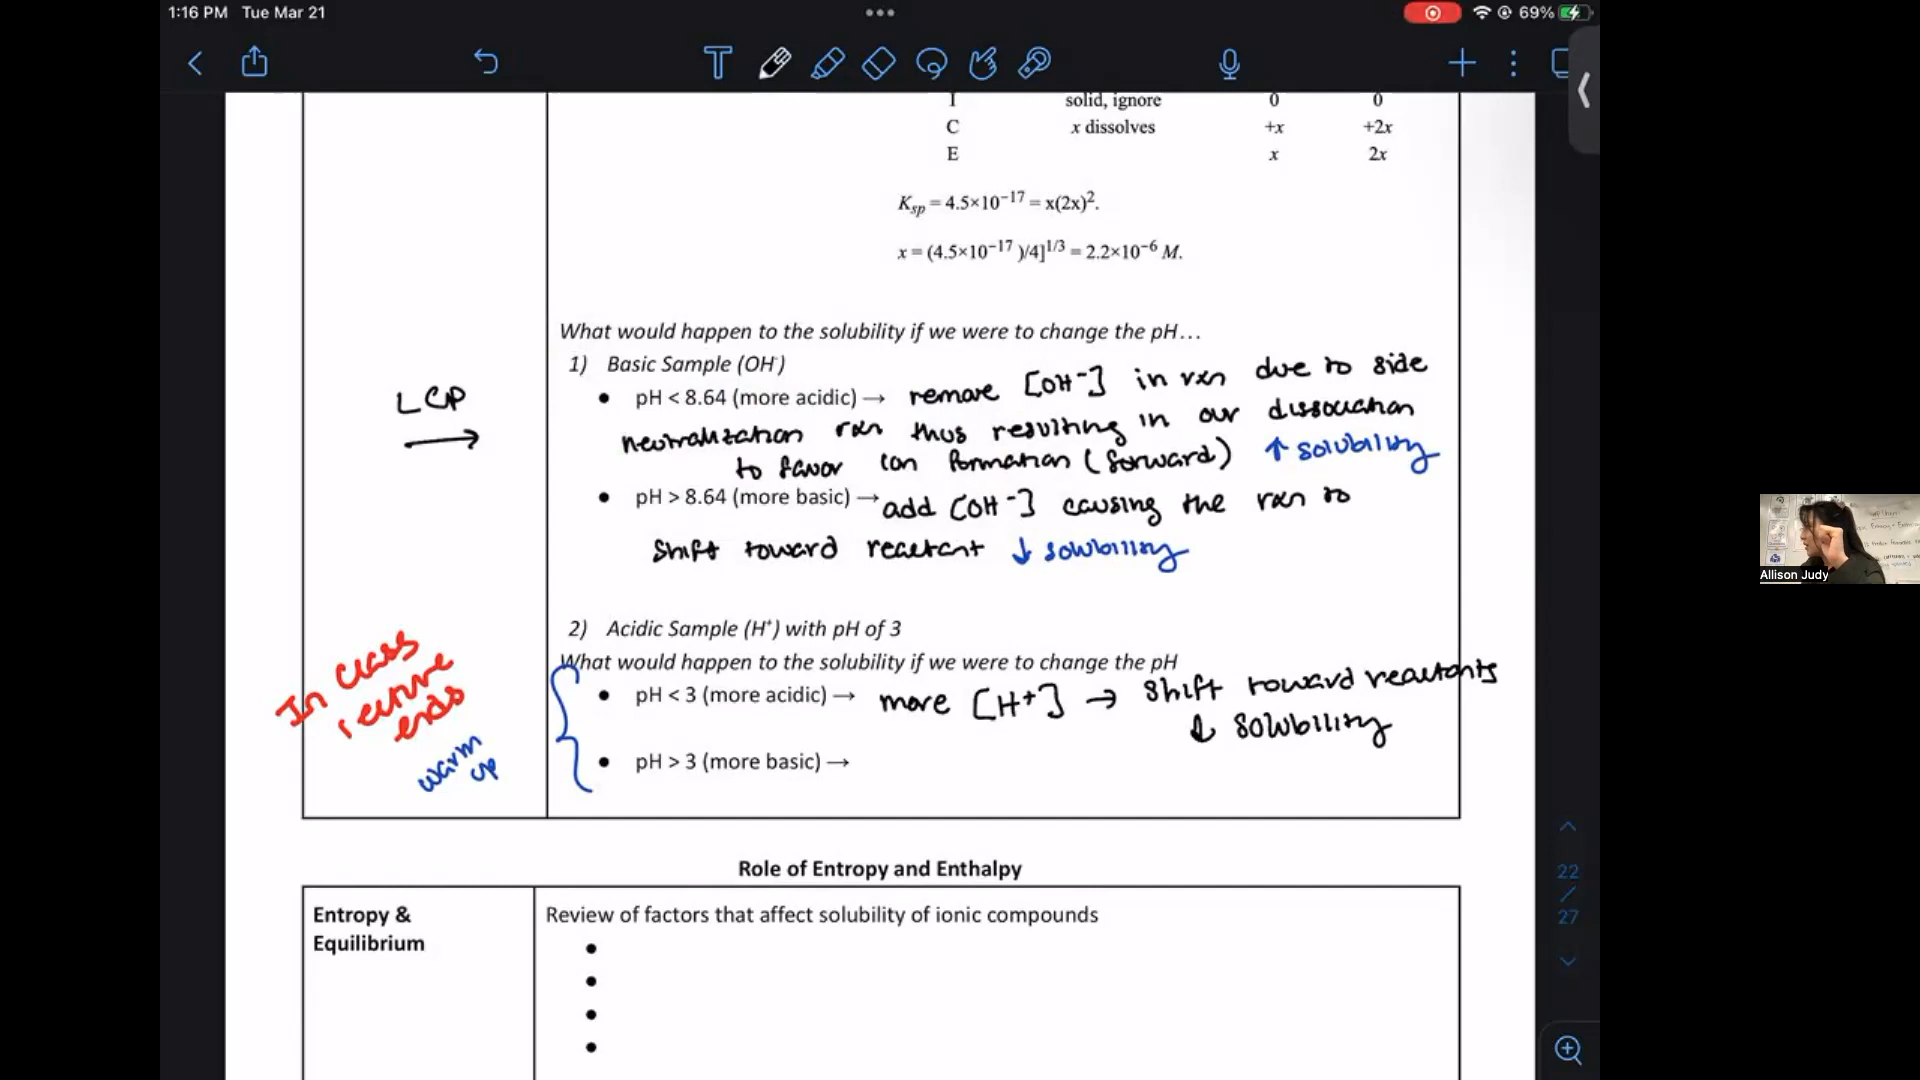 1:16 PM Tue Mar 21
69%
I solid, ignore 0 0
C x dissolves +x +2x
E x 2x
Ksp = 4.5×10⁻¹⁷ = x(2x)².
x = (4.5×10⁻¹⁷ )/4]¹/³ = 2.2×10⁻⁶ M.
What would happen to the solubility if we were to change the pH…
1) Basic Sample (OH⁻)
LCP
• pH < 8.64 (more acidic) → remove [OH⁻] in rxn due to side
neutralization rxn thus resulting in our dissociation
to favor ion formation (forward) ↑ solubility
• pH > 8.64 (more basic) → add [OH⁻] causing the rxn to
shift toward reactant ↓ solubility
2) Acidic Sample (H⁺) with pH of 3
What would happen to the solubility if we were to change the pH
• pH < 3 (more acidic) → more [H⁺] → shift toward reactants
↓ solubility
• pH > 3 (more basic) →
In class
lecture
ends
warm
up
Role of Entropy and Enthalpy
Entropy &
Equilibrium
Review of factors that affect solubility of ionic compounds
22
/
27
Allison Judy